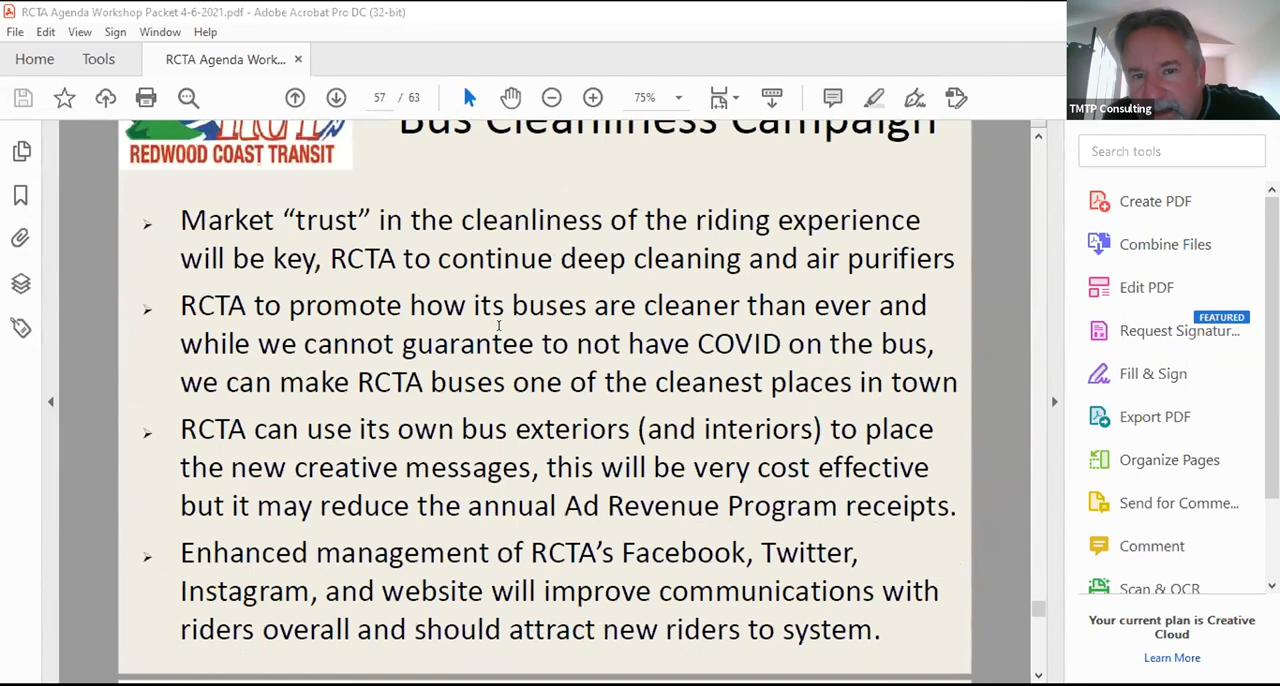 RCTA Agenda Workshop Packet 4-6-2021.pdf - Adobe Acrobat Pro DC (32-bit)
File Edit View Sign Window Help
Home Tools RCTA Agenda Work... ×
57 / 63 75%
TMTP Consulting
Bus Cleanliness Campaign
REDWOOD COAST TRANSIT
Market “trust” in the cleanliness of the riding experience
will be key, RCTA to continue deep cleaning and air purifiers
RCTA to promote how its buses are cleaner than ever and
while we cannot guarantee to not have COVID on the bus,
we can make RCTA buses one of the cleanest places in town
RCTA can use its own bus exteriors (and interiors) to place
the new creative messages, this will be very cost effective
but it may reduce the annual Ad Revenue Program receipts.
Enhanced management of RCTA’s Facebook, Twitter,
Instagram, and website will improve communications with
riders overall and should attract new riders to system.
Search tools
Create PDF
Combine Files
Edit PDF
FEATURED
Request Signatur...
Fill & Sign
Export PDF
Organize Pages
Send for Comme...
Comment
Scan & OCR
Your current plan is Creative
Cloud
Learn More